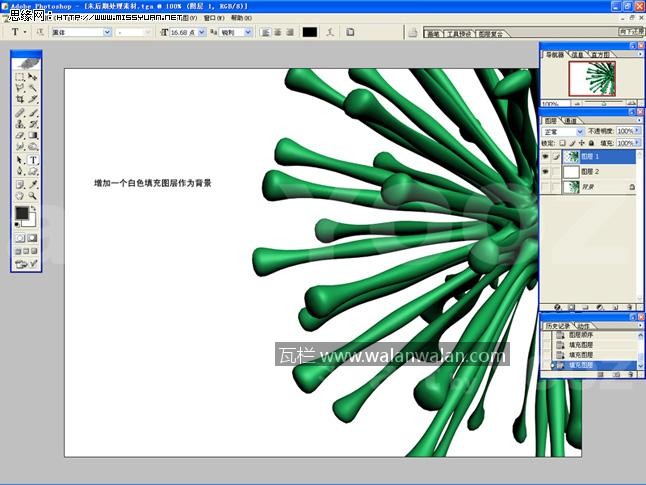 Adobe Photoshop - [未后期处理素材.tga @ 100% (图层 1, RGB/8)]
思缘网：(HTTP://WWW.MISSYUAN.NET)
窗口(W) 帮助(H)
T 黑体 T 16.68 点 aa 锐利
画笔 工具预设 图层复合
导航器 信息 直方图
100%
图层 通道
正常 不透明度: 100%
锁定: 填充: 100%
图层 1
图层 2
背景
增加一个白色填充图层作为背景
瓦栏 www.walanwalan.com
历史记录 动作
图层顺序
填充图层
填充图层
填充图层